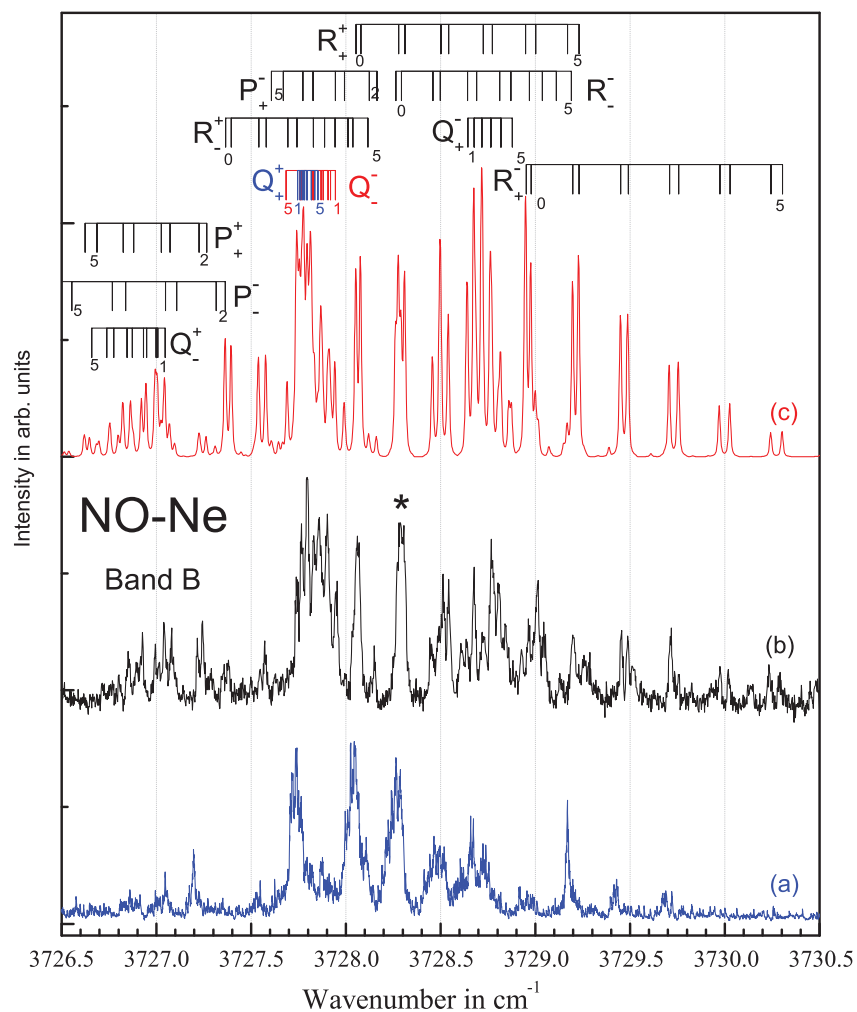 R⁺₊ 0 5
P⁻₊ 5 2 0 5 R⁻₋
R⁺₋ 0 5 Q⁻₊ 1 5
Q⁺₊ 5 1 5 1 Q⁻₋ R⁻₊ 0 5
5 2 P⁺₊
5 2 P⁻₋
5 1 Q⁺₋
(c)
NO-Ne
*
Band B
(b)
(a)
Intensity in arb. units
3726.5 3727.0 3727.5 3728.0 3728.5 3729.0 3729.5 3730.0 3730.5
Wavenumber in cm⁻¹